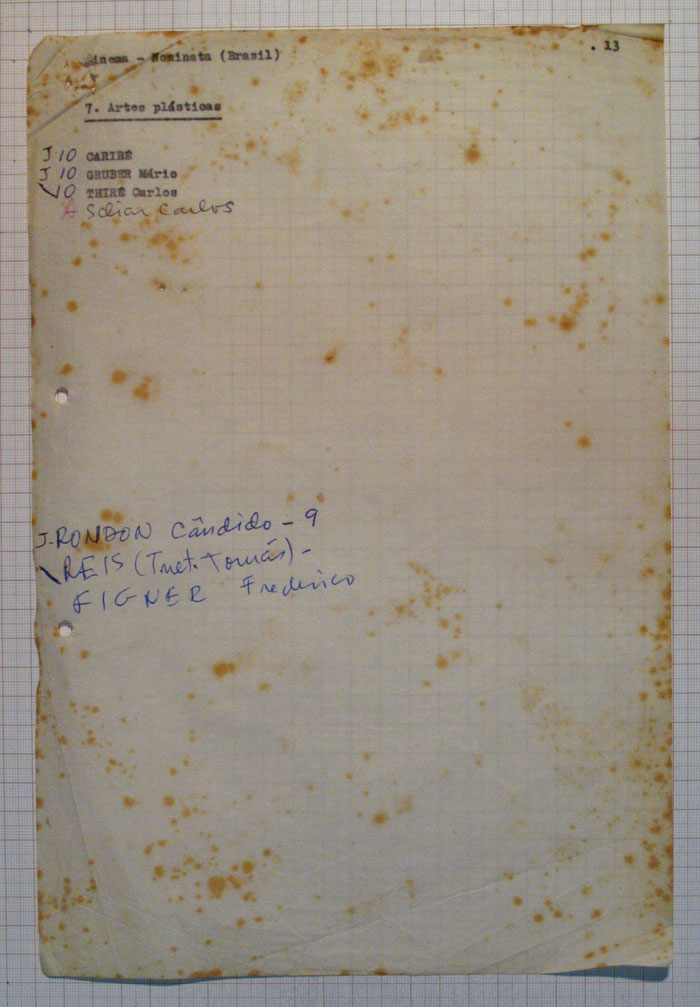 Cinema - Nominata (Brasil) . 13
7. Artes plásticas
J 10 CARIBÉ
J 10 GRUBER Mário
10 THIRÉ Carlos
A Scliar Carlos
J. RONDON Cândido - 9
REIS (Tnet. Tomás) -
FIGNER Frederico